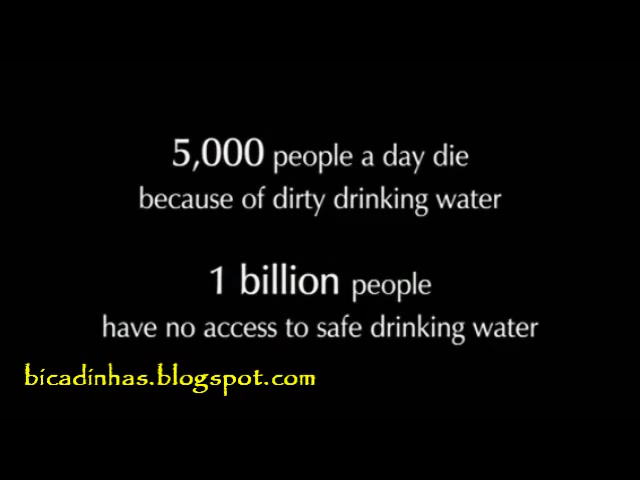 5,000 people a day die
because of dirty drinking water
1 billion people
have no access to safe drinking water
bicadinhas.blogspot.com